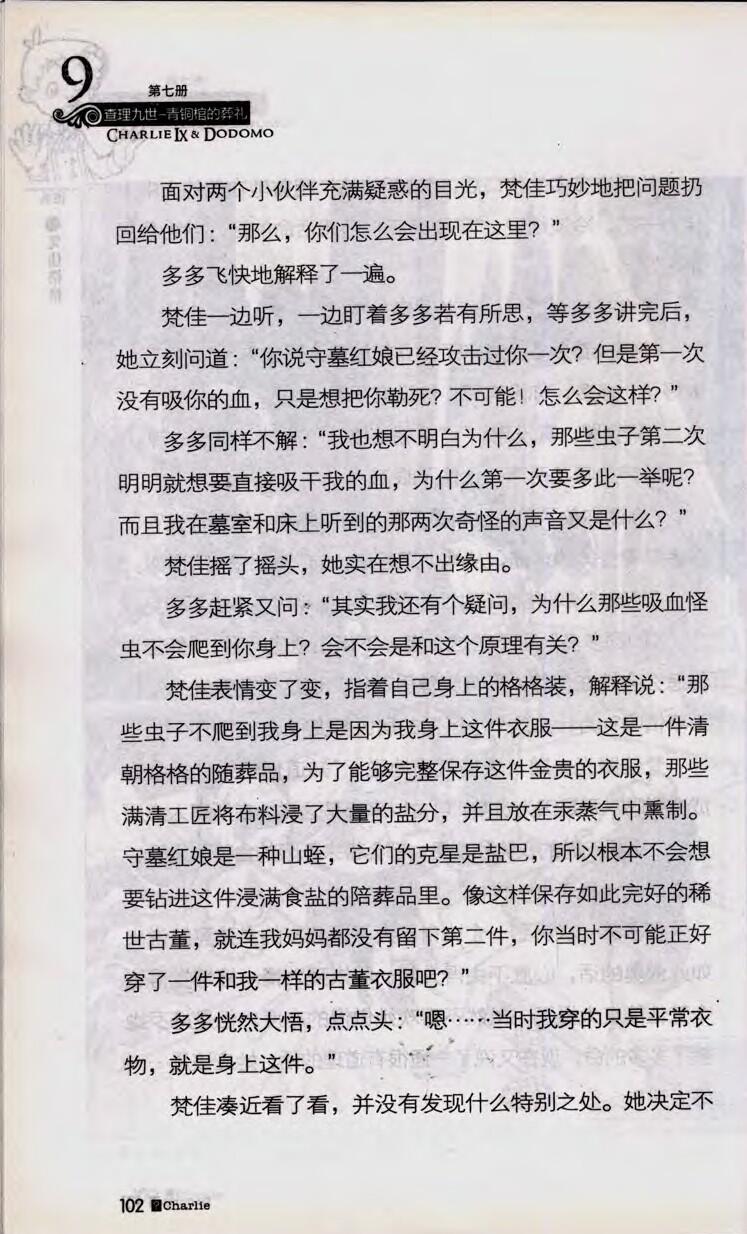 9
第七册
查理九世-青铜棺的葬礼
CHARLIE IX & DODOMO
面对两个小伙伴充满疑惑的目光，梵佳巧妙地把问题扔
回给他们：“那么，你们怎么会出现在这里？”
多多飞快地解释了一遍。
梵佳一边听，一边盯着多多若有所思，等多多讲完后，
她立刻问道：“你说守墓红娘已经攻击过你一次？但是第一次
没有吸你的血，只是想把你勒死？不可能！怎么会这样？”
多多同样不解：“我也想不明白为什么，那些虫子第二次
明明就想要直接吸干我的血，为什么第一次要多此一举呢？
而且我在墓室和床上听到的那两次奇怪的声音又是什么？”
梵佳摇了摇头，她实在想不出缘由。
多多赶紧又问：“其实我还有个疑问，为什么那些吸血怪
虫不会爬到你身上？会不会是和这个原理有关？”
梵佳表情变了变，指着自己身上的格格装，解释说：“那
些虫子不爬到我身上是因为我身上这件衣服——这是一件清
朝格格的随葬品，为了能够完整保存这件金贵的衣服，那些
满清工匠将布料浸了大量的盐分，并且放在汞蒸气中熏制。
守墓红娘是一种山蛭，它们的克星是盐巴，所以根本不会想
要钻进这件浸满食盐的陪葬品里。像这样保存如此完好的稀
世古董，就连我妈妈都没有留下第二件，你当时不可能正好
穿了一件和我一样的古董衣服吧？”
多多恍然大悟，点点头：“嗯……当时我穿的只是平常衣
物，就是身上这件。”
梵佳凑近看了看，并没有发现什么特别之处。她决定不
102 Charlie